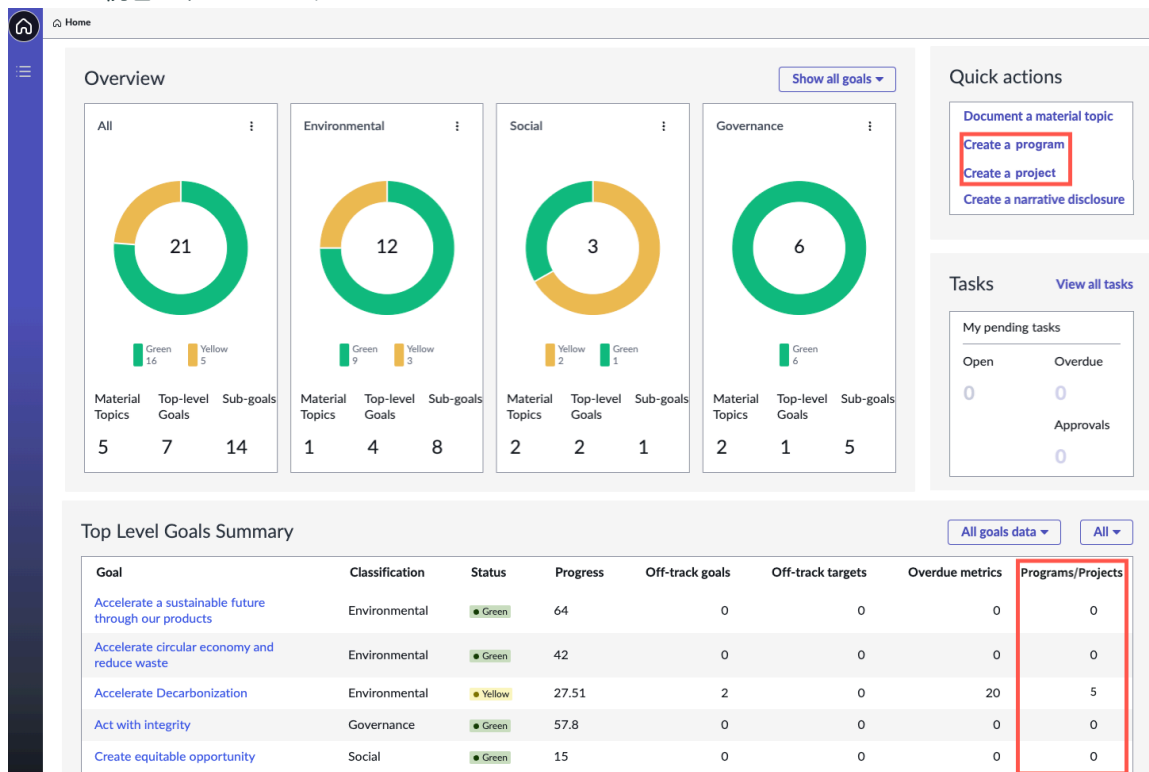 Home
Overview
Show all goals
Quick actions
Document a material topic
Create a program
Create a project
Create a narrative disclosure
All
21
Green
16
Yellow
5
Material Topics
Top-level Goals
Sub-goals
5
7
14
Environmental
12
Green
9
Yellow
3
Material Topics
Top-level Goals
Sub-goals
1
4
8
Social
3
Yellow
2
Green
1
Material Topics
Top-level Goals
Sub-goals
2
2
1
Governance
6
Green
6
Material Topics
Top-level Goals
Sub-goals
2
1
5
Tasks
View all tasks
My pending tasks
Open
Overdue
0
0
Approvals
0
Top Level Goals Summary
All goals data
All
Goal Classification Status Progress Off-track goals Off-track targets Overdue metrics Programs/Projects
Accelerate a sustainable future
through our products
Environmental Green 64 0 0 0 0
Accelerate circular economy and
reduce waste
Environmental Green 42 0 0 0 0
Accelerate Decarbonization Environmental Yellow 27.51 2 0 20 5
Act with integrity Governance Green 57.8 0 0 0 0
Create equitable opportunity Social Green 15 0 0 0 0